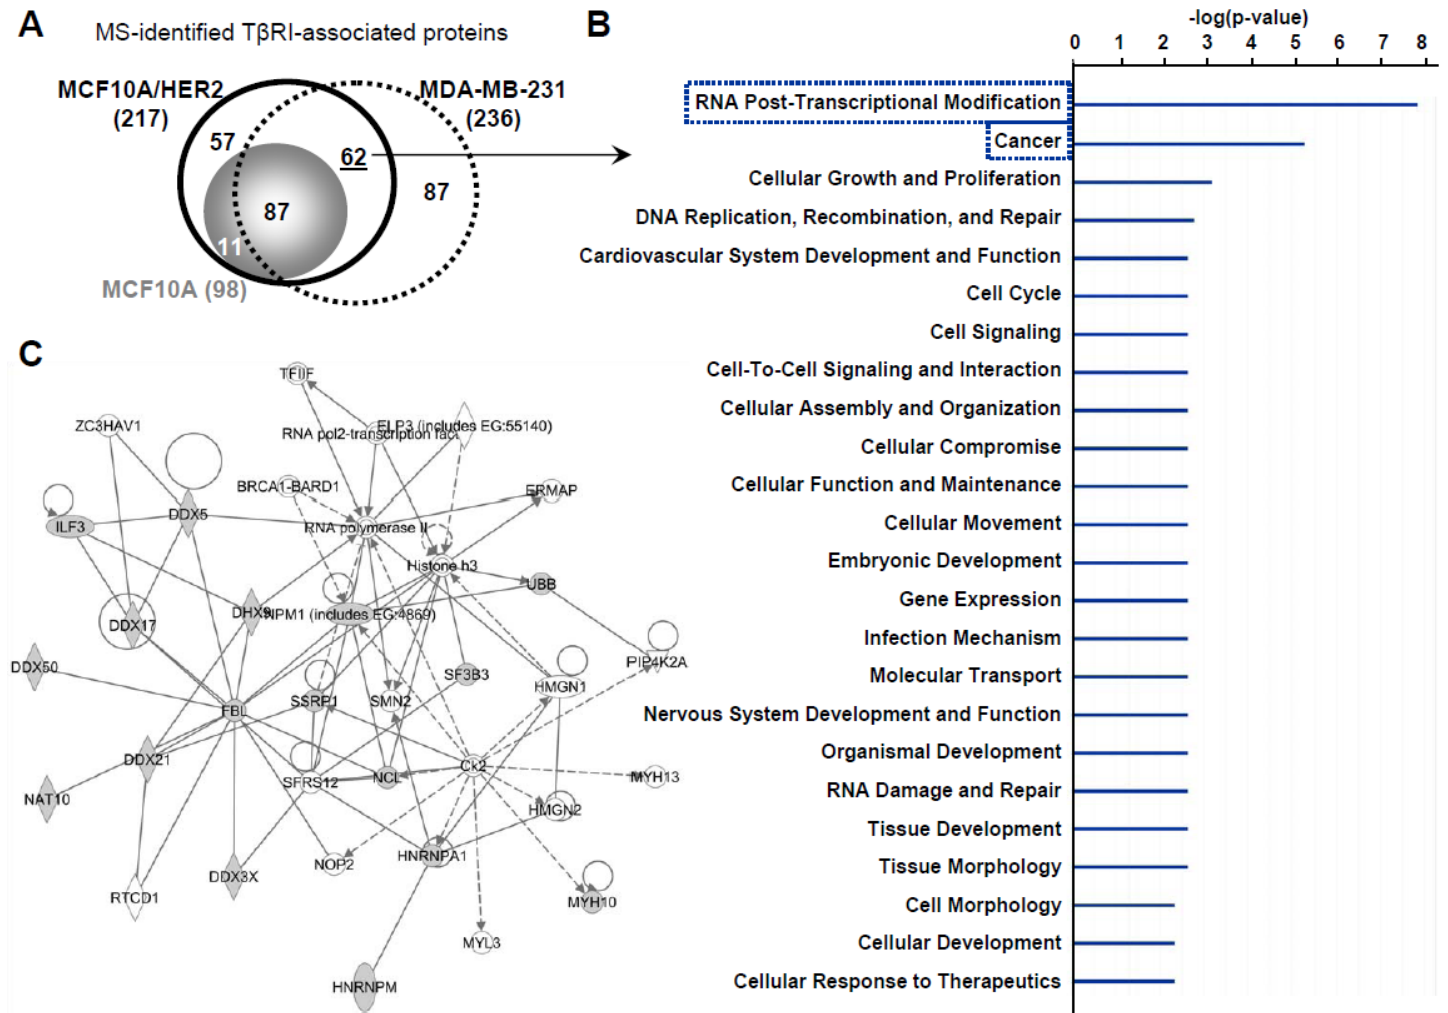 A
MS-identified TβRI-associated proteins
MCF10A/HER2
(217)
MDA-MB-231
(236)
57
62
87
87
11
MCF10A (98)
B
-log(p-value)
0 1 2 3 4 5 6 7 8
RNA Post-Transcriptional Modification
Cancer
Cellular Growth and Proliferation
DNA Replication, Recombination, and Repair
Cardiovascular System Development and Function
Cell Cycle
Cell Signaling
Cell-To-Cell Signaling and Interaction
Cellular Assembly and Organization
Cellular Compromise
Cellular Function and Maintenance
Cellular Movement
Embryonic Development
Gene Expression
Infection Mechanism
Molecular Transport
Nervous System Development and Function
Organismal Development
RNA Damage and Repair
Tissue Development
Tissue Morphology
Cell Morphology
Cellular Development
Cellular Response to Therapeutics
C
TFIIF
ZC3HAV1
RNA pol2-transcription fact
ELP3 (includes EG:55140)
BRCA1-BARD1
ERMAP
ILF3
DDX5
RNA polymerase II
Histone h3
UBB
DHX9
NPM1 (includes EG:4869)
DDX17
DDX50
PIP4K2A
SF3B3
HMGN1
SSRP1
SMN2
FBL
DDX21
Ck2
SFRS12
NCL
MYH13
NAT10
HMGN2
HNRNPA1
NOP2
DDX3X
RTCD1
MYH10
MYL3
HNRNPM